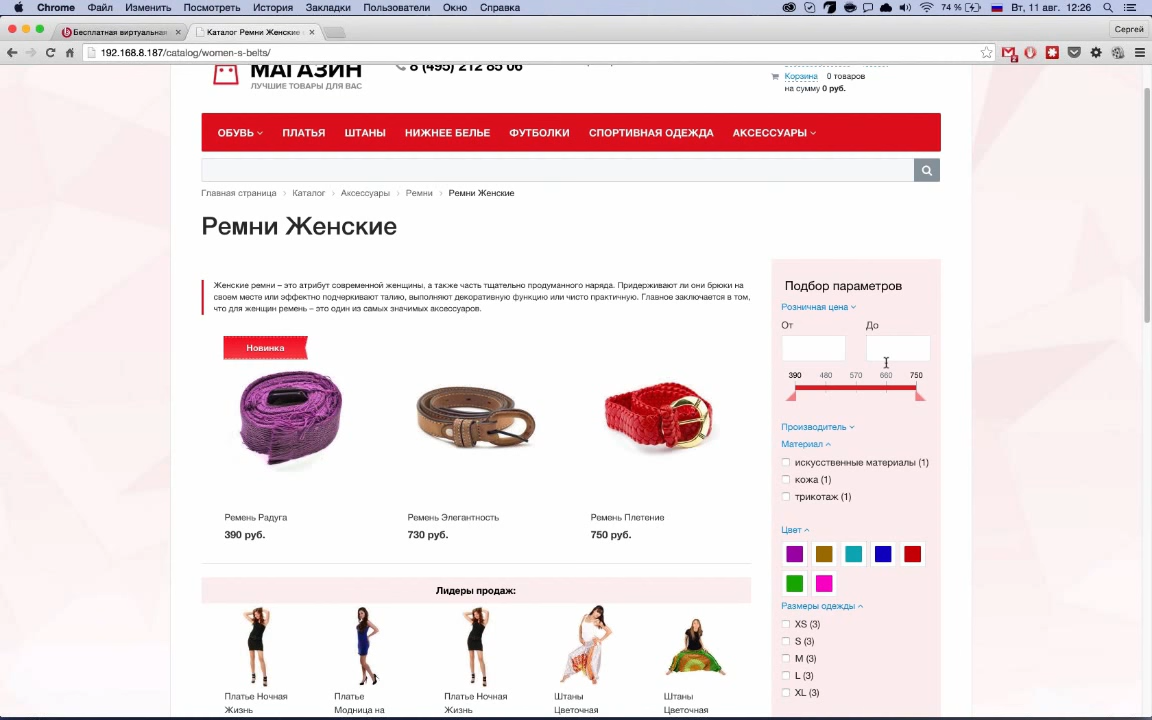 Chrome Файл Изменить Посмотреть История Закладки Пользователи Окно Справка 74 % Вт, 11 авг. 12:26
Бесплатная виртуальная × Каталог Ремни Женские × Сергей
192.168.8.187/catalog/women-s-belts/
МАГАЗИН
8 (495) 212 85 06
ЛУЧШИЕ ТОВАРЫ ДЛЯ ВАС
Корзина 0 товаров
на сумму 0 руб.
ОБУВЬ ПЛАТЬЯ ШТАНЫ НИЖНЕЕ БЕЛЬЕ ФУТБОЛКИ СПОРТИВНАЯ ОДЕЖДА АКСЕССУАРЫ
Главная страница › Каталог › Аксессуары › Ремни › Ремни Женские
Ремни Женские
Женские ремни – это атрибут современной женщины, а также часть тщательно продуманного наряда. Придерживают ли они брюки на
своем месте или эффектно подчеркивают талию, выполняют декоративную функцию или чисто практичную. Главное заключается в том,
что для женщин ремень – это один из самых значимых аксессуаров.
Новинка
Ремень Радуга
390 руб.
Ремень Элегантность
730 руб.
Ремень Плетение
750 руб.
Лидеры продаж:
Платье Ночная
Жизнь
Платье
Модница на
Платье Ночная
Жизнь
Штаны
Цветочная
Штаны
Цветочная
Подбор параметров
Розничная цена
От До
390 480 570 660 750
Производитель
Материал
искусственные материалы (1)
кожа (1)
трикотаж (1)
Цвет
Размеры одежды
XS (3)
S (3)
M (3)
L (3)
XL (3)